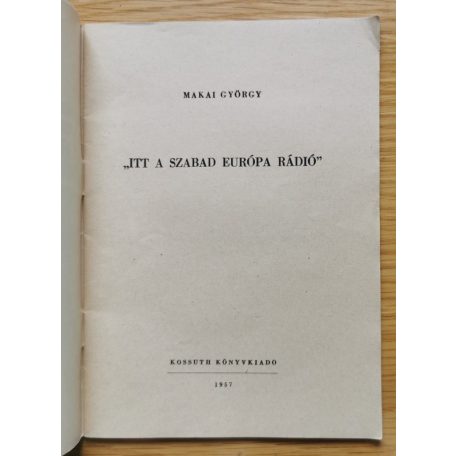 MAKAI GYÖRGY
„ITT A SZABAD EURÓPA RÁDIÓ”
KOSSUTH KÖNYVKIADÓ
1957